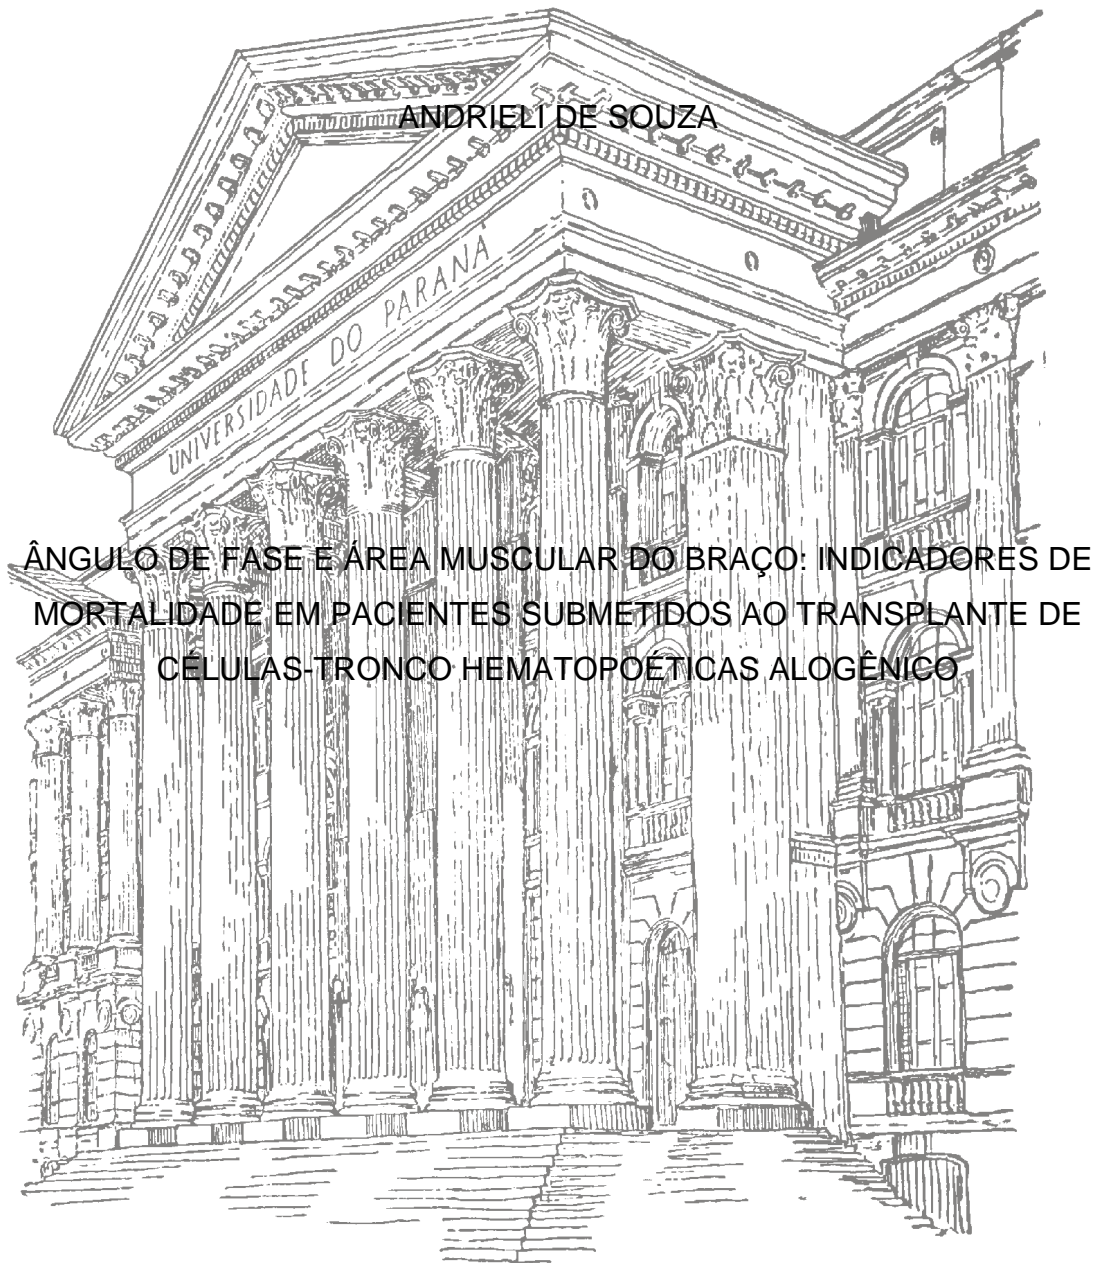 ANDRIELI DE SOUZA
UNIVERSIDADE DO PARANÁ
ÂNGULO DE FASE E ÁREA MUSCULAR DO BRAÇO: INDICADORES DE
MORTALIDADE EM PACIENTES SUBMETIDOS AO TRANSPLANTE DE
CÉLULAS-TRONCO HEMATOPOÉTICAS ALOGÊNICO